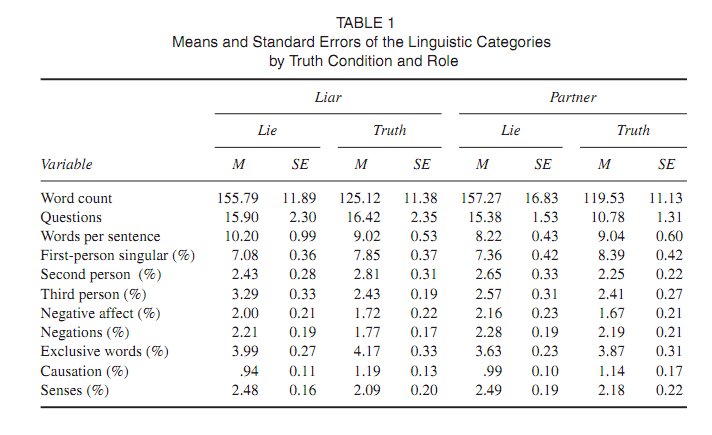 TABLE 1
Means and Standard Errors of the Linguistic Categories
by Truth Condition and Role
Liar Partner
Lie Truth Lie Truth
Variable M SE M SE M SE M SE
Word count 155.79 11.89 125.12 11.38 157.27 16.83 119.53 11.13
Questions 15.90 2.30 16.42 2.35 15.38 1.53 10.78 1.31
Words per sentence 10.20 0.99 9.02 0.53 8.22 0.43 9.04 0.60
First-person singular (%) 7.08 0.36 7.85 0.37 7.36 0.42 8.39 0.42
Second person (%) 2.43 0.28 2.81 0.31 2.65 0.33 2.25 0.22
Third person (%) 3.29 0.33 2.43 0.19 2.57 0.31 2.41 0.27
Negative affect (%) 2.00 0.21 1.72 0.22 2.16 0.23 1.67 0.21
Negations (%) 2.21 0.19 1.77 0.17 2.28 0.19 2.19 0.21
Exclusive words (%) 3.99 0.27 4.17 0.33 3.63 0.23 3.87 0.31
Causation (%) .94 0.11 1.19 0.13 .99 0.10 1.14 0.17
Senses (%) 2.48 0.16 2.09 0.20 2.49 0.19 2.18 0.22